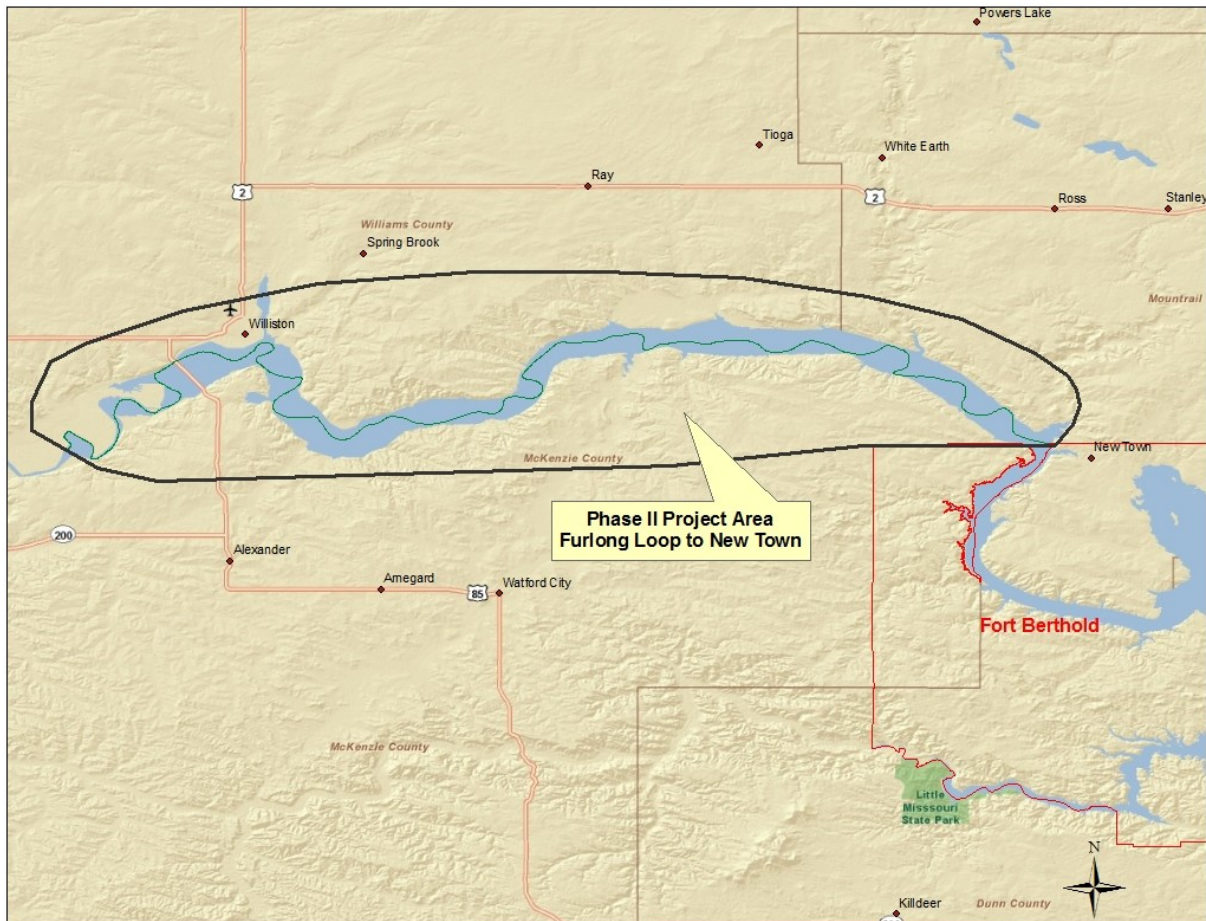 Powers Lake
Tioga
White Earth
Ray
2
2
Ross
Stanley
Williams County
Spring Brook
Mountrail
Williston
New Town
McKenzie County
Phase II Project Area
Furlong Loop to New Town
200
Alexander
Arnegard
85
Watford City
Fort Berthold
McKenzie County
Little
Misssouri
State Park
N
Killdeer
Dunn County